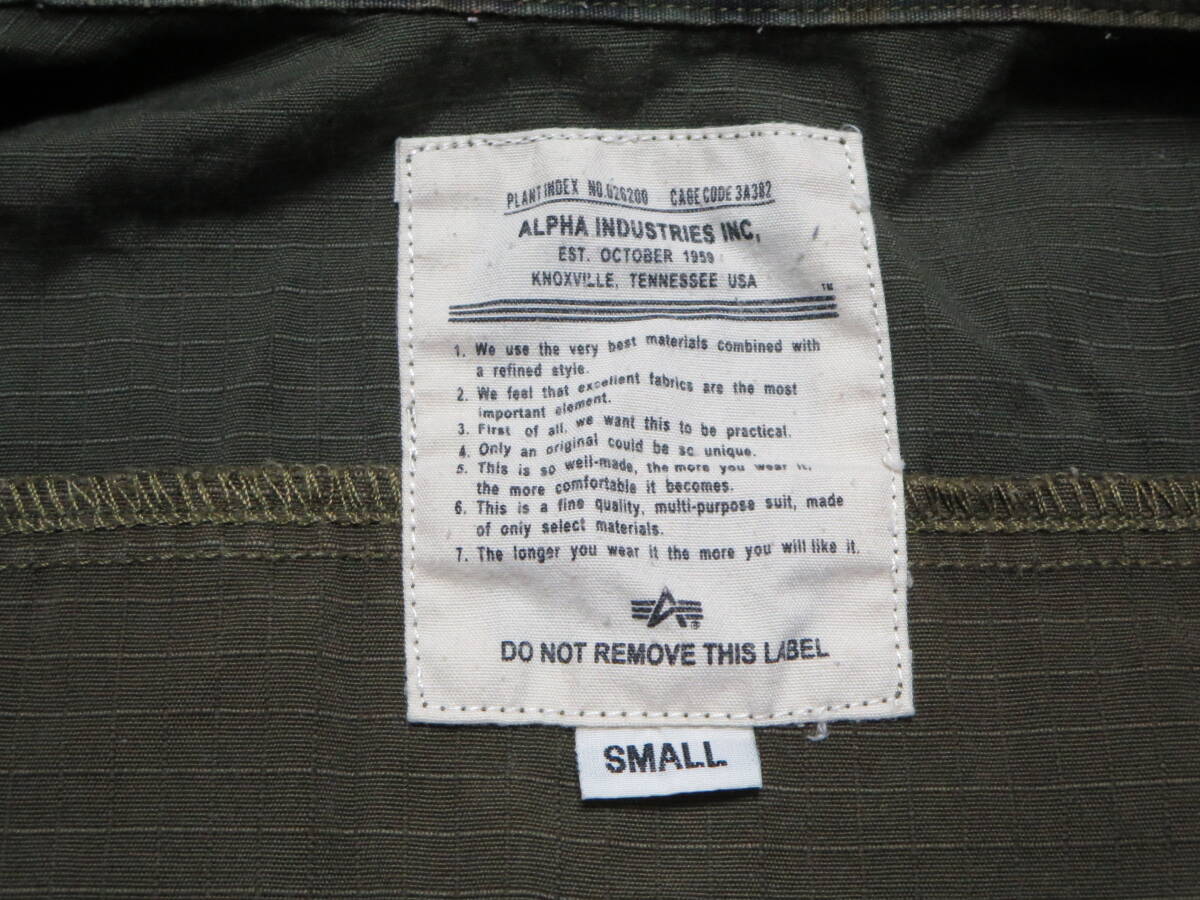 PLANT INDEX NO.026200 CAGE CODE 3A382
ALPHA INDUSTRIES INC,
EST. OCTOBER 1959
KNOXVILLE, TENNESSEE USA
TM
1. We use the very best materials combined with
a refined style.
2. We feel that excellent fabrics are the most
important element.
3. First of all, we want this to be practical.
4. Only an original could be so unique.
5. This is so well-made, the more you wear it,
the more comfortable it becomes.
6. This is a fine quality, multi-purpose suit, made
of only select materials.
7. The longer you wear it the more you will like it.
®
DO NOT REMOVE THIS LABEL
SMALL